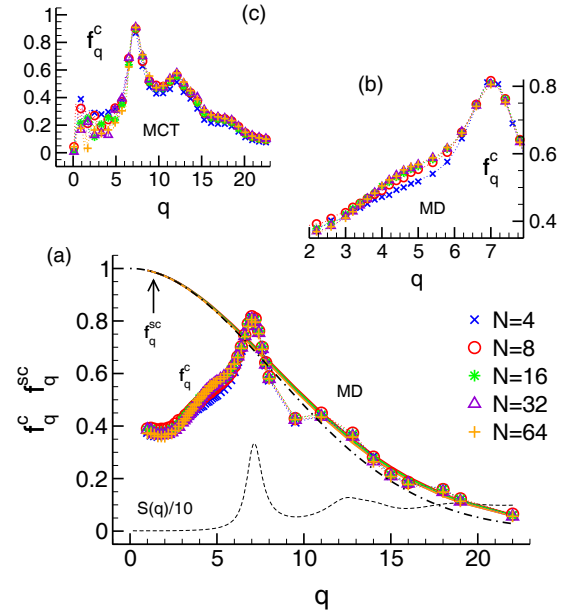 (c)
1
0.8
0.6
0.4
0.2
0
f_q^c
MCT
0 5 10 15 20
q
(b)
0.8
0.6
0.4
f_q^c
MD
2 3 4 5 6 7
q
(a)
1
0.8
0.6
0.4
0.2
0
f_q^c f_q^sc
f_q^sc
f_q^c
MD
S(q)/10
0 5 10 15 20
q
N=4
N=8
N=16
N=32
N=64